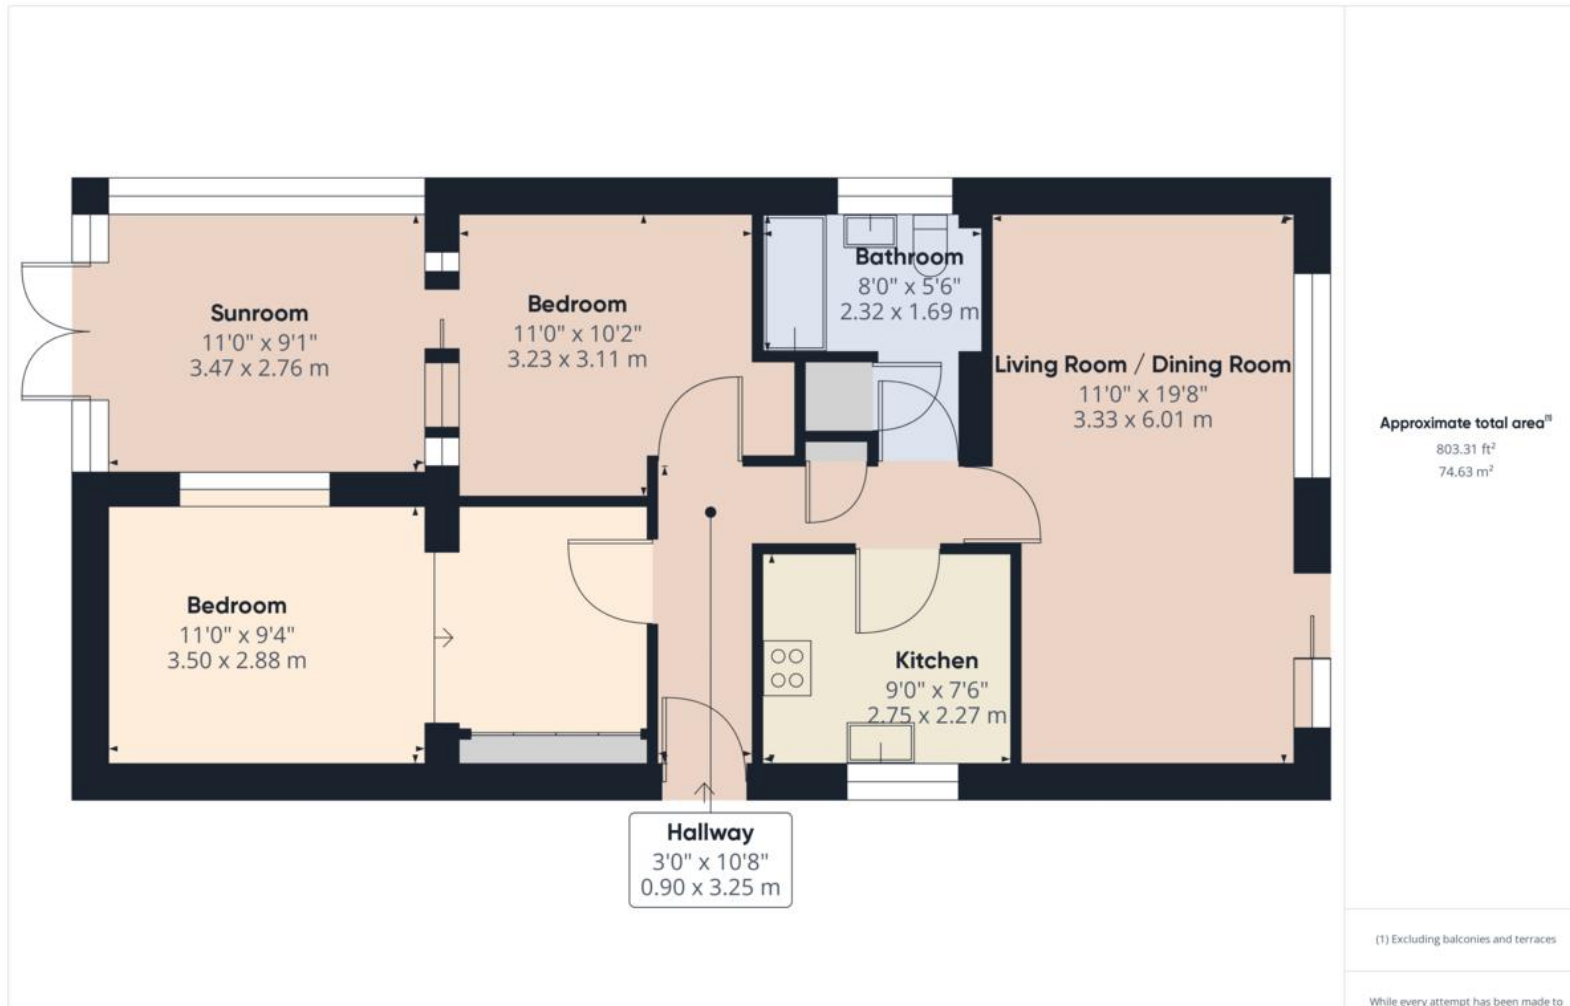 Sunroom
11'0" x 9'1"
3.47 x 2.76 m
Bedroom
11'0" x 10'2"
3.23 x 3.11 m
Bathroom
8'0" x 5'6"
2.32 x 1.69 m
Living Room / Dining Room
11'0" x 19'8"
3.33 x 6.01 m
Bedroom
11'0" x 9'4"
3.50 x 2.88 m
Kitchen
9'0" x 7'6"
2.75 x 2.27 m
Hallway
3'0" x 10'8"
0.90 x 3.25 m
Approximate total area(1)
803.31 ft²
74.63 m²
(1) Excluding balconies and terraces
While every attempt has been made to